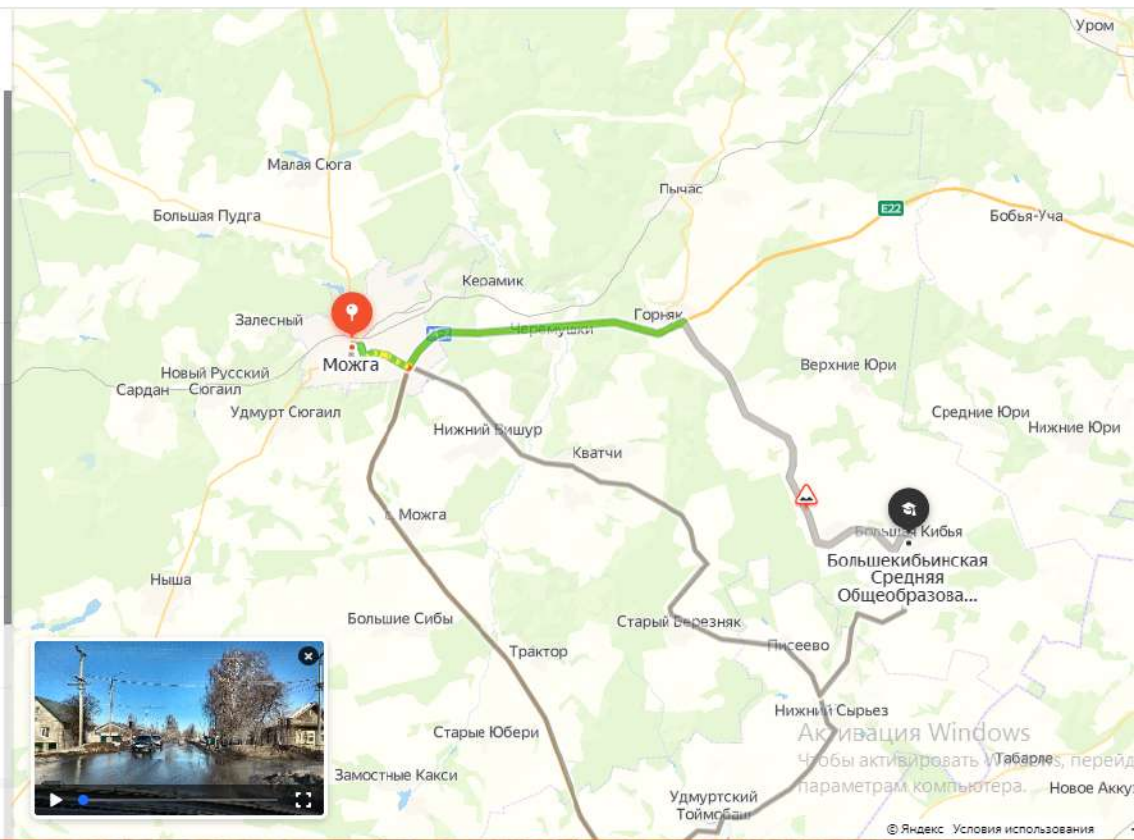 Уром
Малая Сюга
Пычас
Большая Пудга
E22
Бобья-Уча
Керамик
Залесный
Горняк
Черемушки
Можга
Верхние Юри
Новый Русский
Сюгаил
Сардан
Удмурт Сюгаил
Средние Юри
Нижние Юри
Нижний Вишур
Кватчи
Можга
Большая Кибья
Большекибьинская
Средняя
Общеобразова...
Ныша
Большие Сибы
Старый Березняк
Трактор
Писеево
Нижний Сырьез
Старые Юбери
Активация Windows
Чтобы активировать Windows, перейд
параметрам компьютера.
Табарле
Замостные Какси
Новое Акку
Удмуртский
Тоймобаш
© Яндекс Условия использования